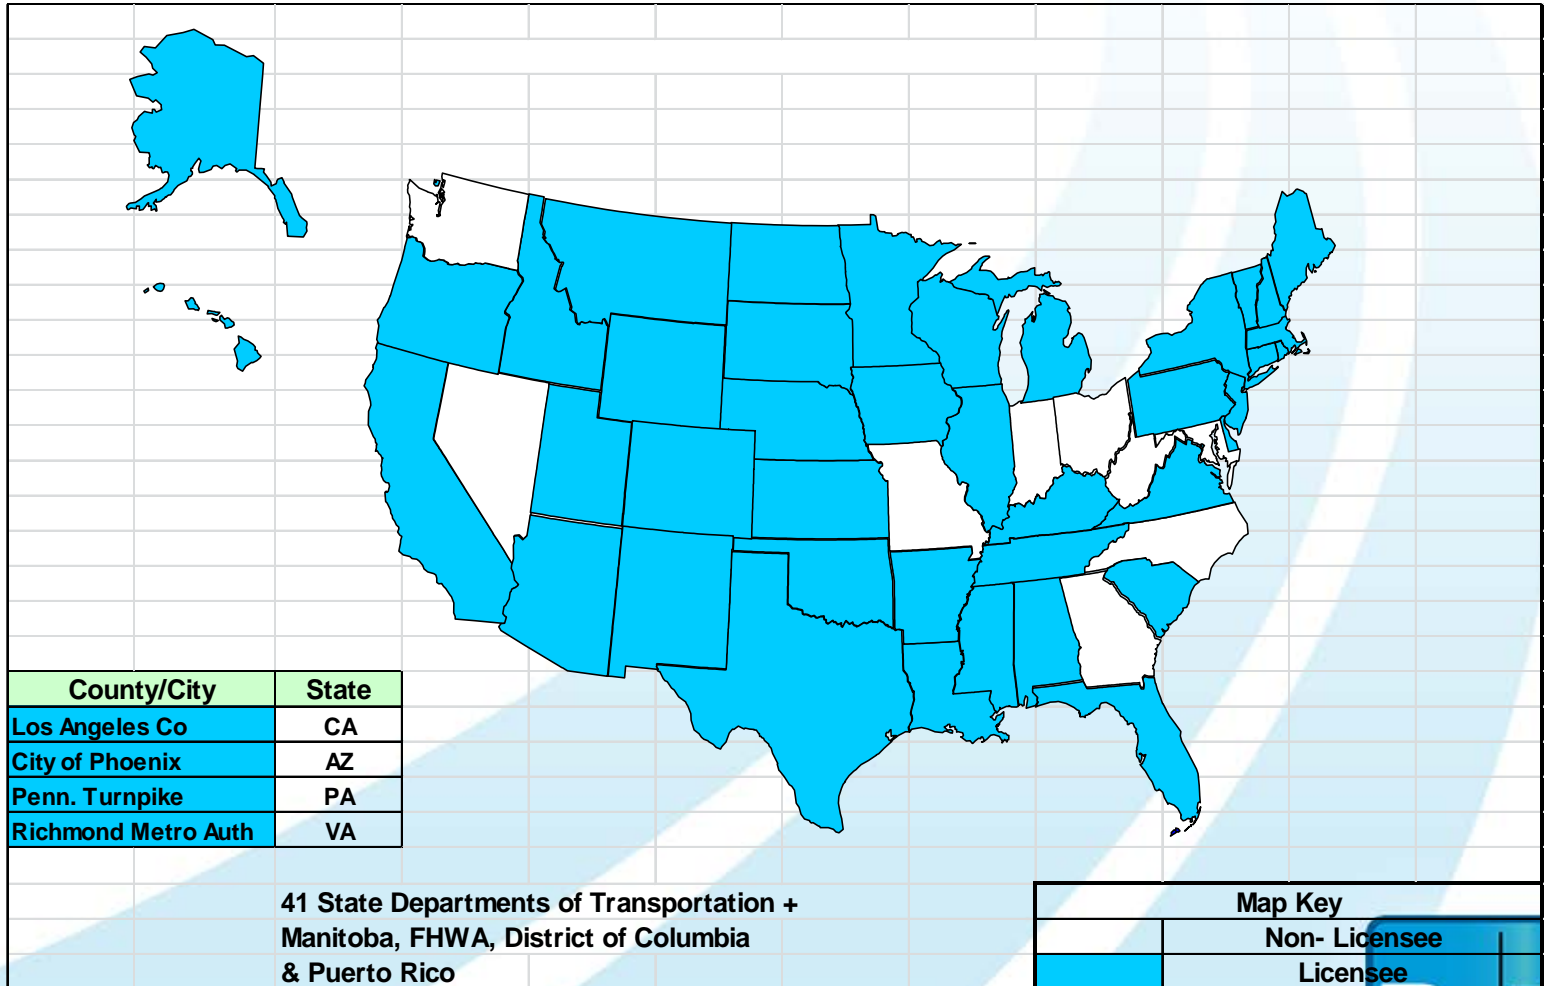 County/City State
Los Angeles Co CA
City of Phoenix AZ
Penn. Turnpike PA
Richmond Metro Auth VA
41 State Departments of Transportation +
Manitoba, FHWA, District of Columbia
& Puerto Rico
Map Key
Non- Licensee
Licensee